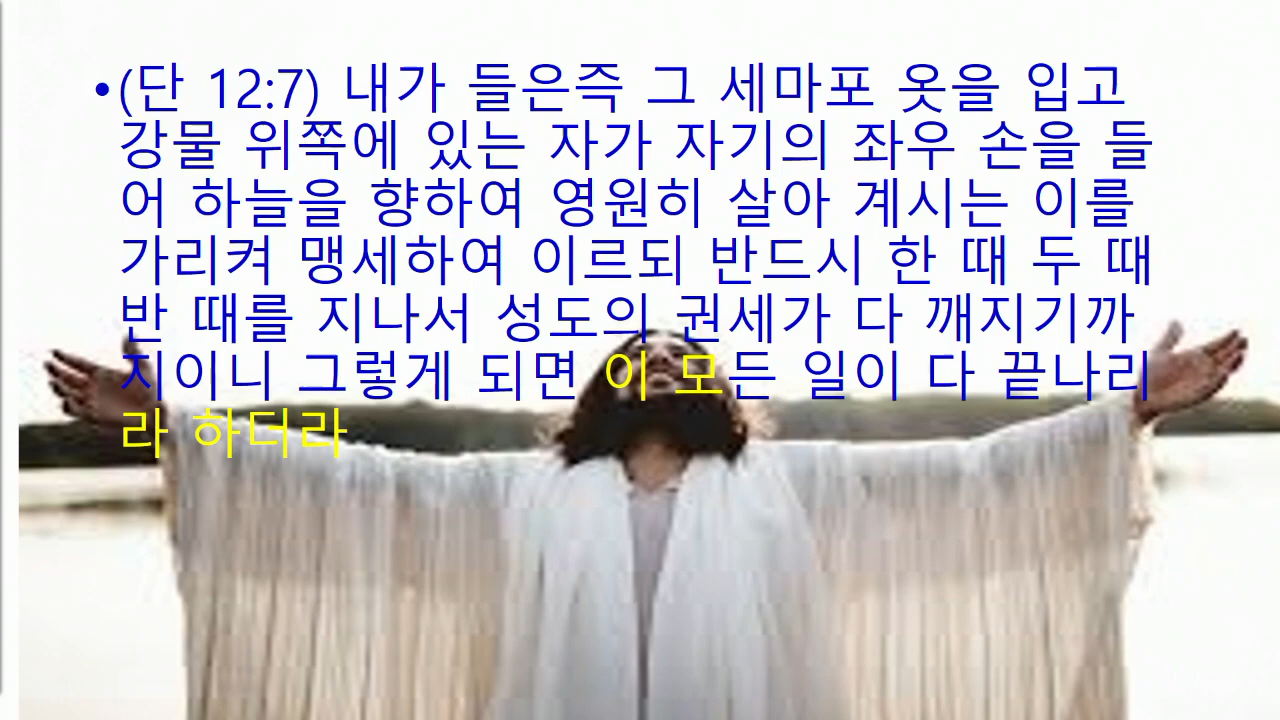 •(단 12:7) 내가 들은즉 그 세마포 옷을 입고
강물 위쪽에 있는 자가 자기의 좌우 손을 들
어 하늘을 향하여 영원히 살아 계시는 이를
가리켜 맹세하여 이르되 반드시 한 때 두 때
반 때를 지나서 성도의 권세가 다 깨지기까
지이니 그렇게 되면 이 모든 일이 다 끝나리
라 하더라